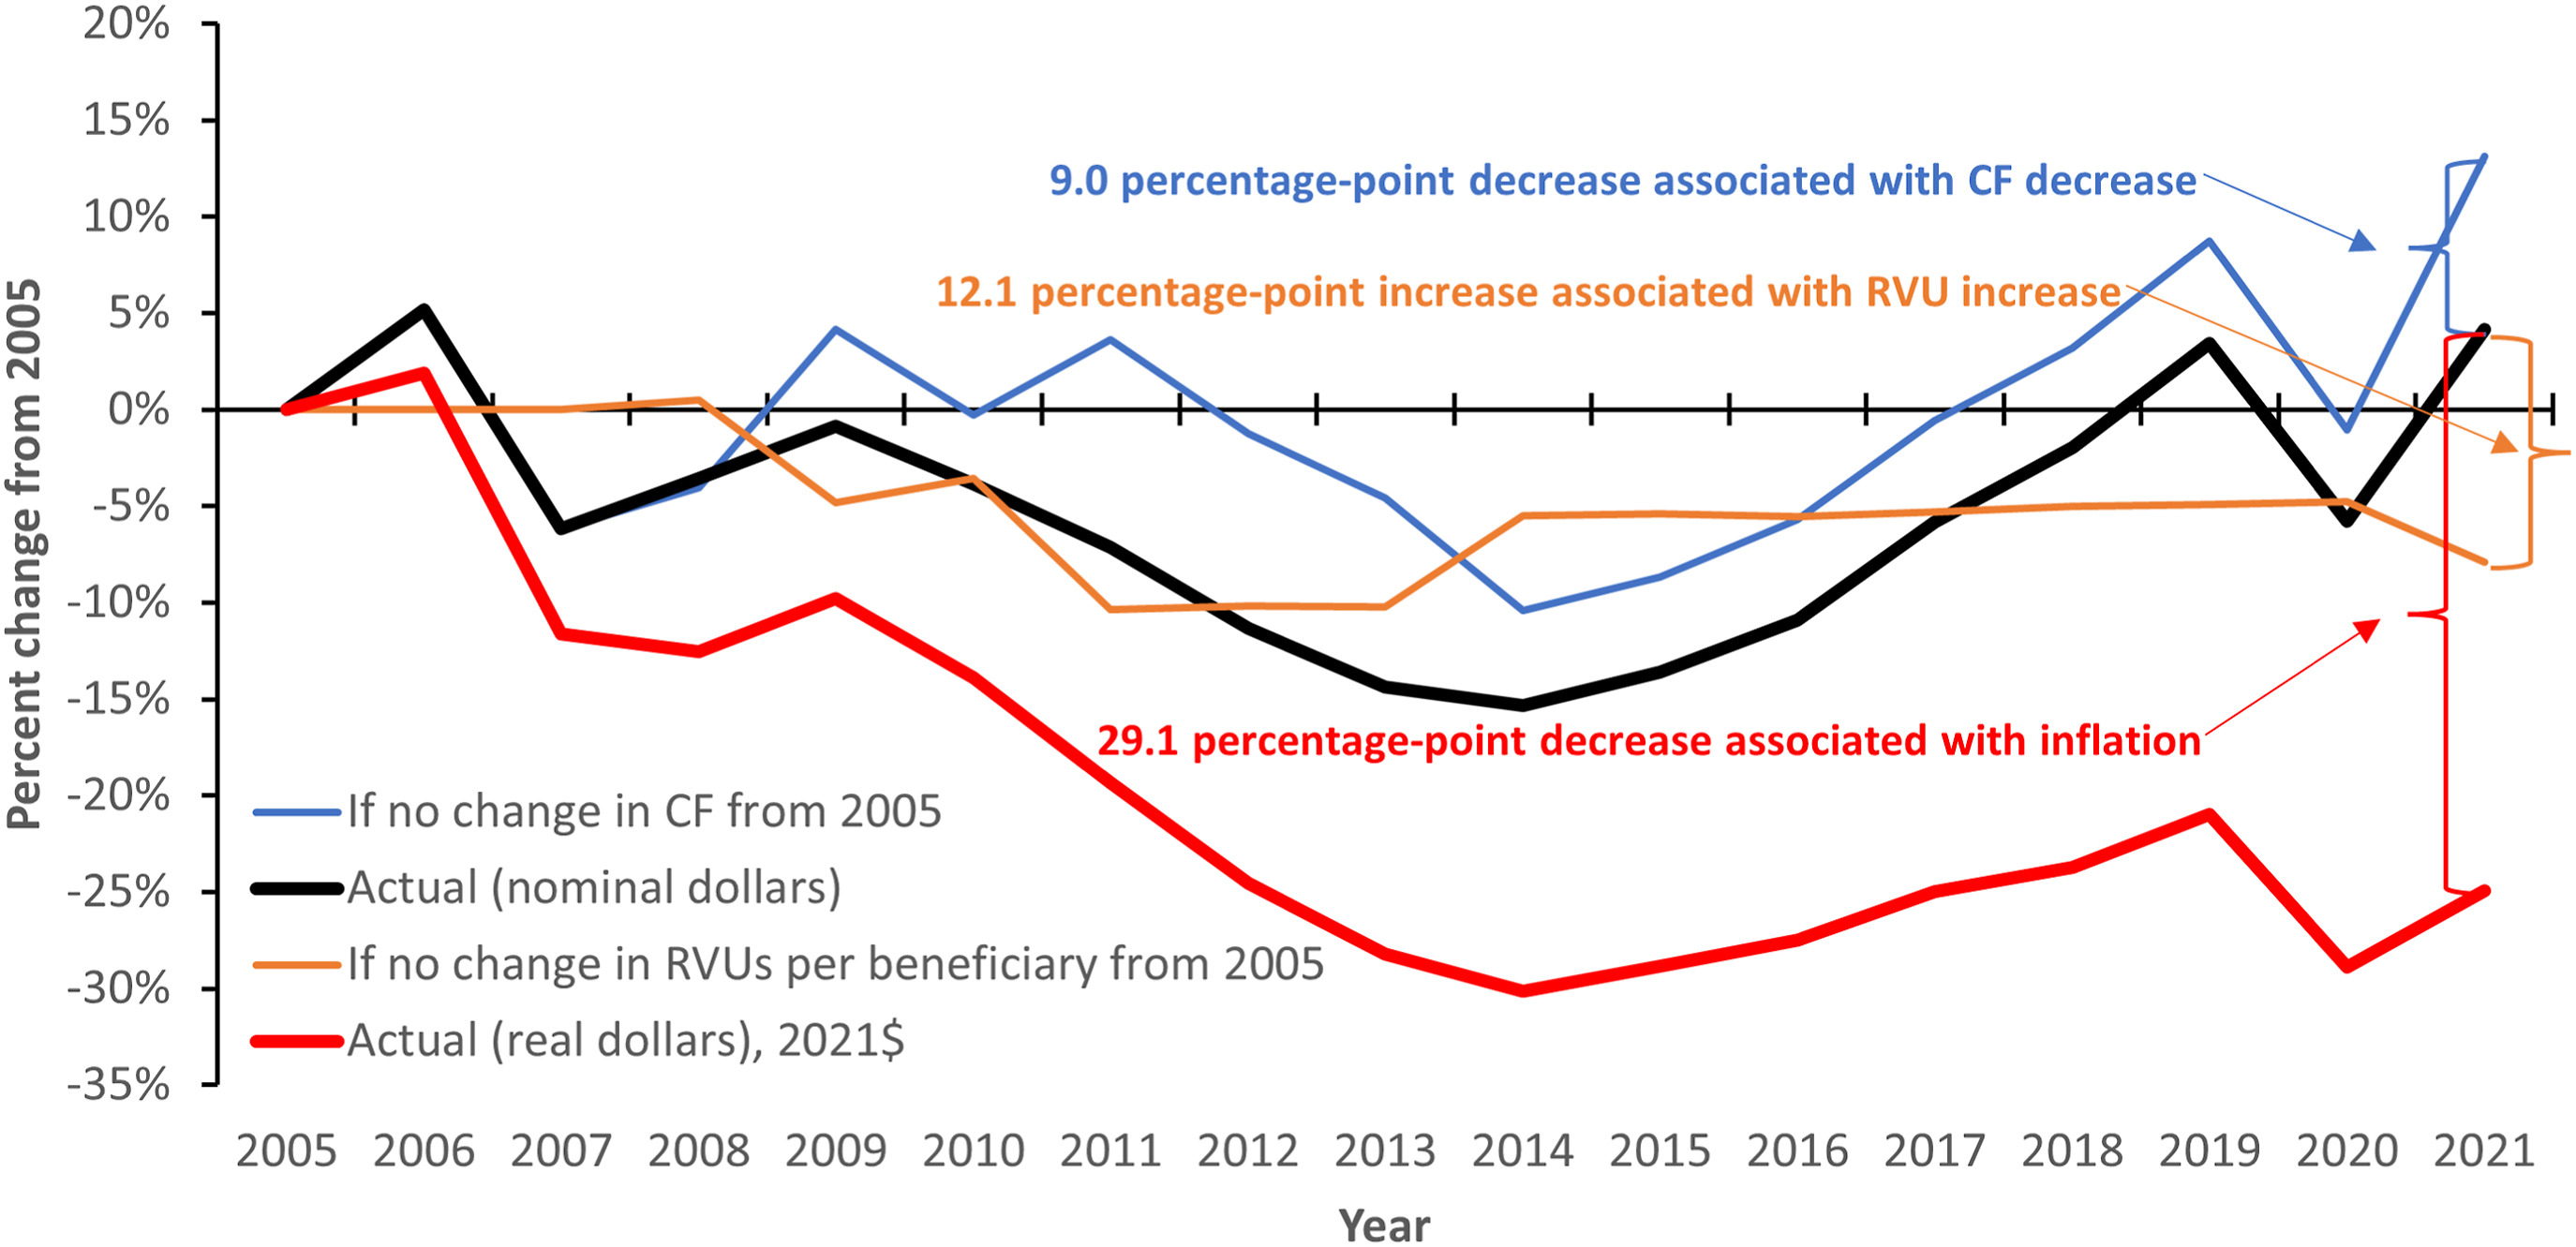 20%
15%
10%
5%
0%
-5%
-10%
-15%
-20%
-25%
-30%
-35%
Percent change from 2005
9.0 percentage-point decrease associated with CF decrease
12.1 percentage-point increase associated with RVU increase
29.1 percentage-point decrease associated with inflation
If no change in CF from 2005
Actual (nominal dollars)
If no change in RVUs per beneficiary from 2005
Actual (real dollars), 2021$
2005 2006 2007 2008 2009 2010 2011 2012 2013 2014 2015 2016 2017 2018 2019 2020 2021
Year